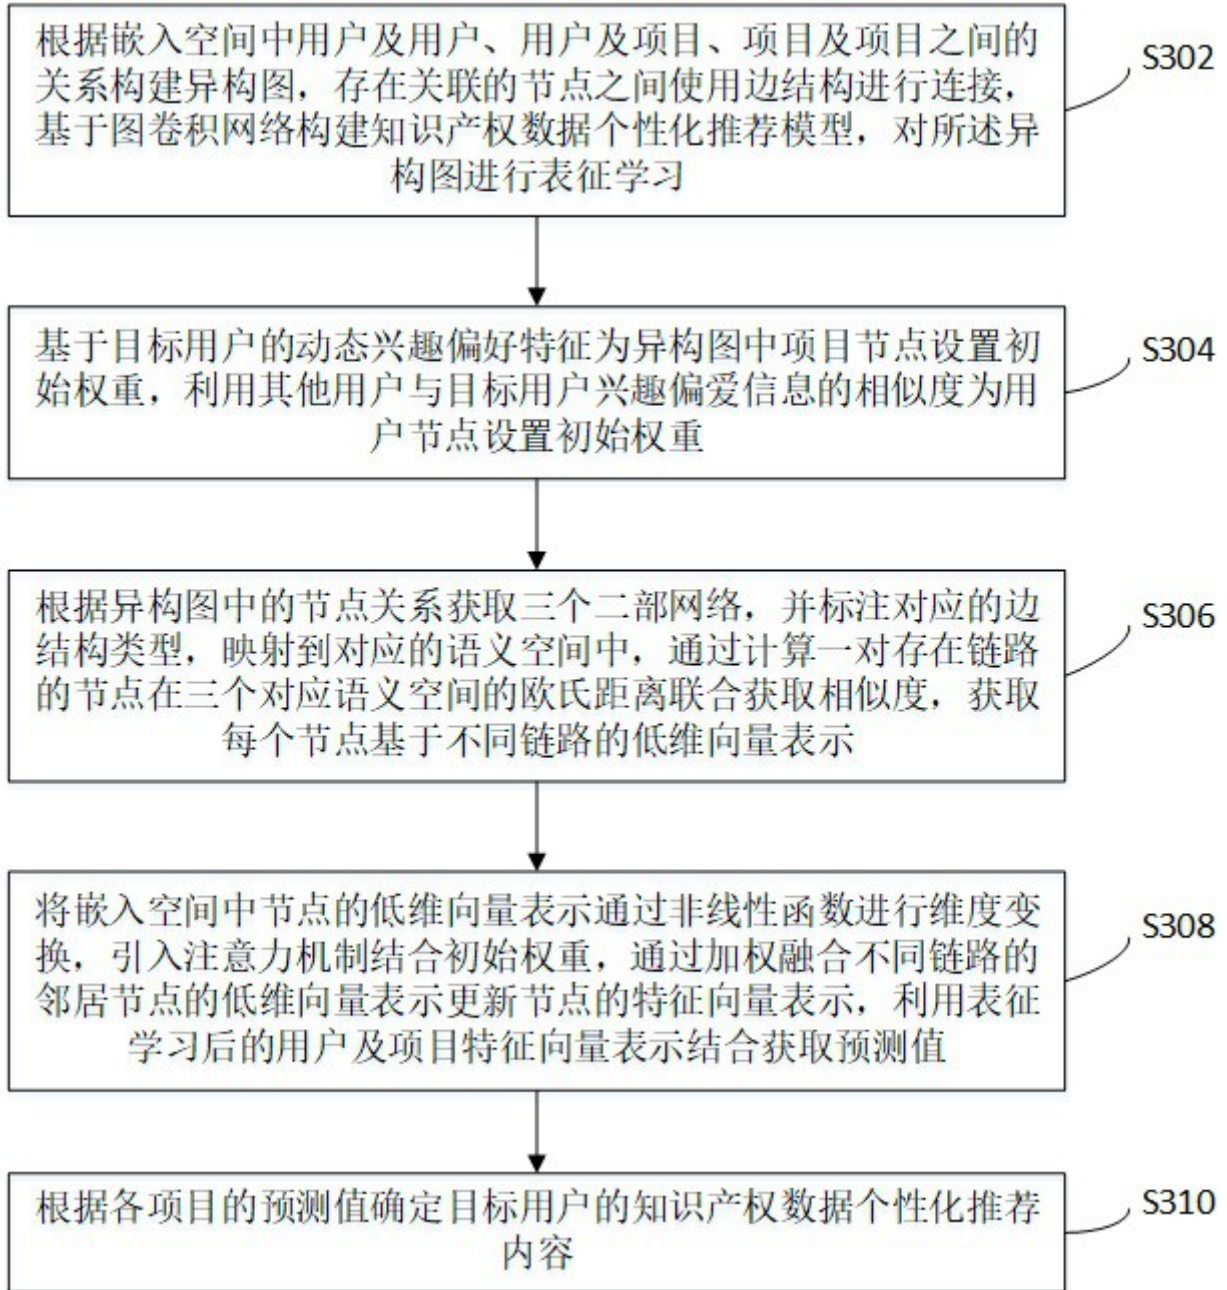 根据嵌入空间中用户及用户、用户及项目、项目及项目之间的
关系构建异构图，存在关联的节点之间使用边结构进行连接，
基于图卷积网络构建知识产权数据个性化推荐模型，对所述异
构图进行表征学习
S302
基于目标用户的动态兴趣偏好特征为异构图中项目节点设置初
始权重，利用其他用户与目标用户兴趣偏爱信息的相似度为用
户节点设置初始权重
S304
根据异构图中的节点关系获取三个二部网络，并标注对应的边
结构类型，映射到对应的语义空间中，通过计算一对存在链路
的节点在三个对应语义空间的欧氏距离联合获取相似度，获取
每个节点基于不同链路的低维向量表示
S306
将嵌入空间中节点的低维向量表示通过非线性函数进行维度变
换，引入注意力机制结合初始权重，通过加权融合不同链路的
邻居节点的低维向量表示更新节点的特征向量表示，利用表征
学习后的用户及项目特征向量表示结合获取预测值
S308
根据各项目的预测值确定目标用户的知识产权数据个性化推荐
内容
S310